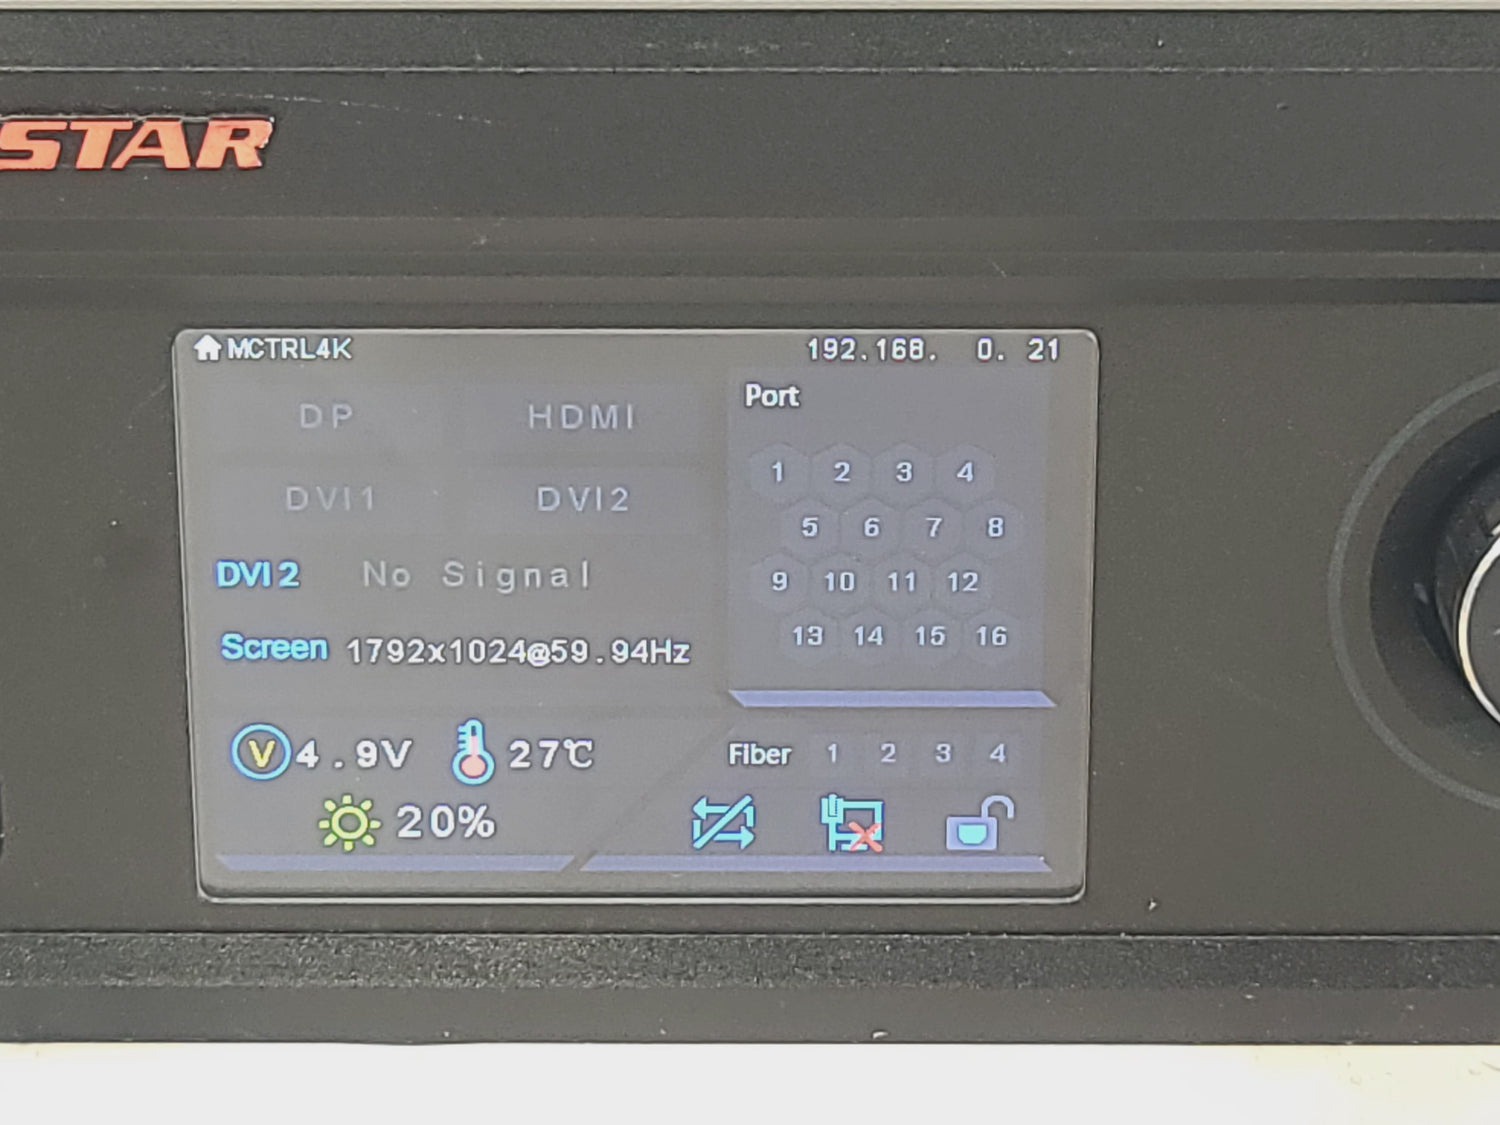 STAR
MCTRL4K 192.168. 0. 21
DP HDMI
DVI1 DVI2
DVI 2 No Signal
Screen 1792x1024@59.94Hz
V 4.9V 27℃
20%
Port
1 2 3 4
5 6 7 8
9 10 11 12
13 14 15 16
Fiber 1 2 3 4